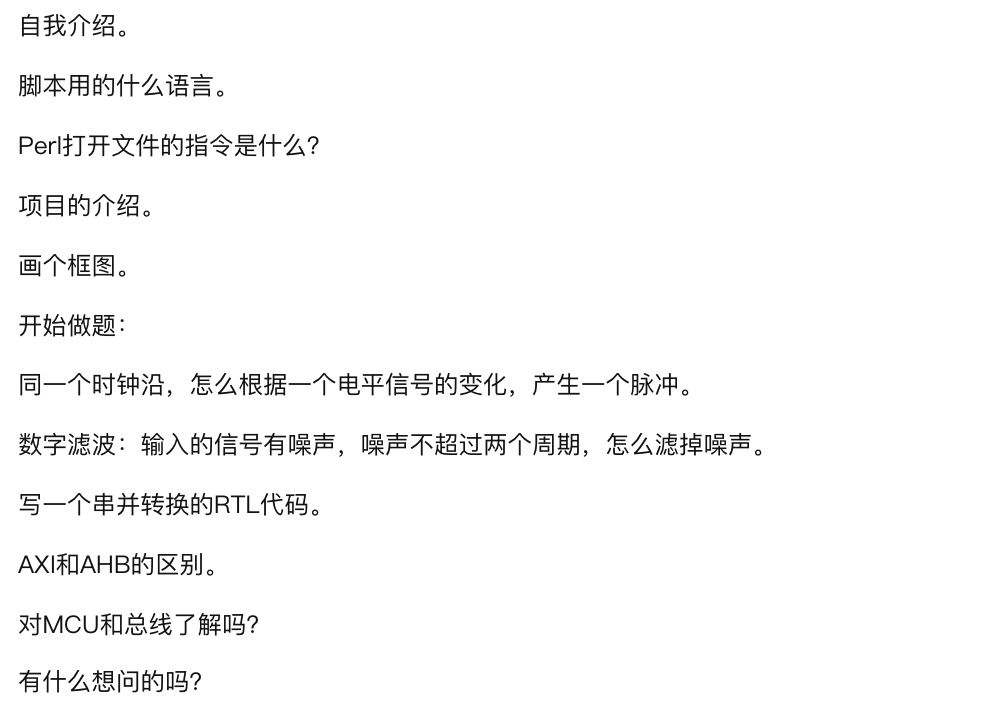 自我介绍。
脚本用的什么语言。
Perl打开文件的指令是什么?
项目的介绍。
画个框图。
开始做题：
同一个时钟沿，怎么根据一个电平信号的变化，产生一个脉冲。
数字滤波：输入的信号有噪声，噪声不超过两个周期，怎么滤掉噪声。
写一个串并转换的RTL代码。
AXI和AHB的区别。
对MCU和总线了解吗?
有什么想问的吗?